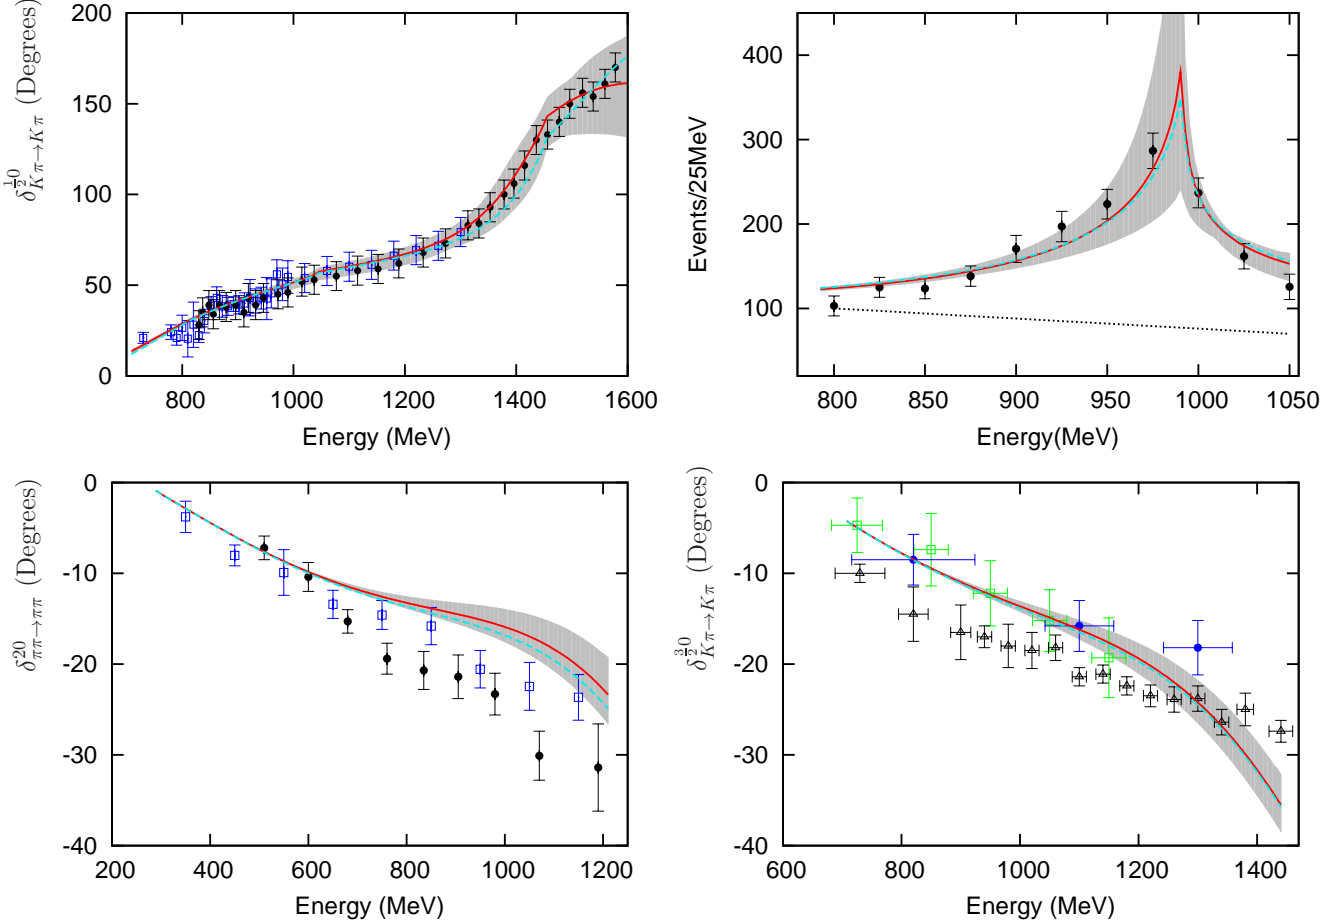 δ^{\frac{1}{2}0}_{Kπ→Kπ} (Degrees)
200
150
100
50
0
800 1000 1200 1400 1600
Energy (MeV)
Events/25MeV
400
300
200
100
800 850 900 950 1000 1050
Energy(MeV)
δ^{20}_{ππ→ππ} (Degrees)
0
-10
-20
-30
-40
200 400 600 800 1000 1200
Energy (MeV)
δ^{\frac{3}{2}0}_{Kπ→Kπ} (Degrees)
0
-10
-20
-30
-40
600 800 1000 1200 1400
Energy (MeV)